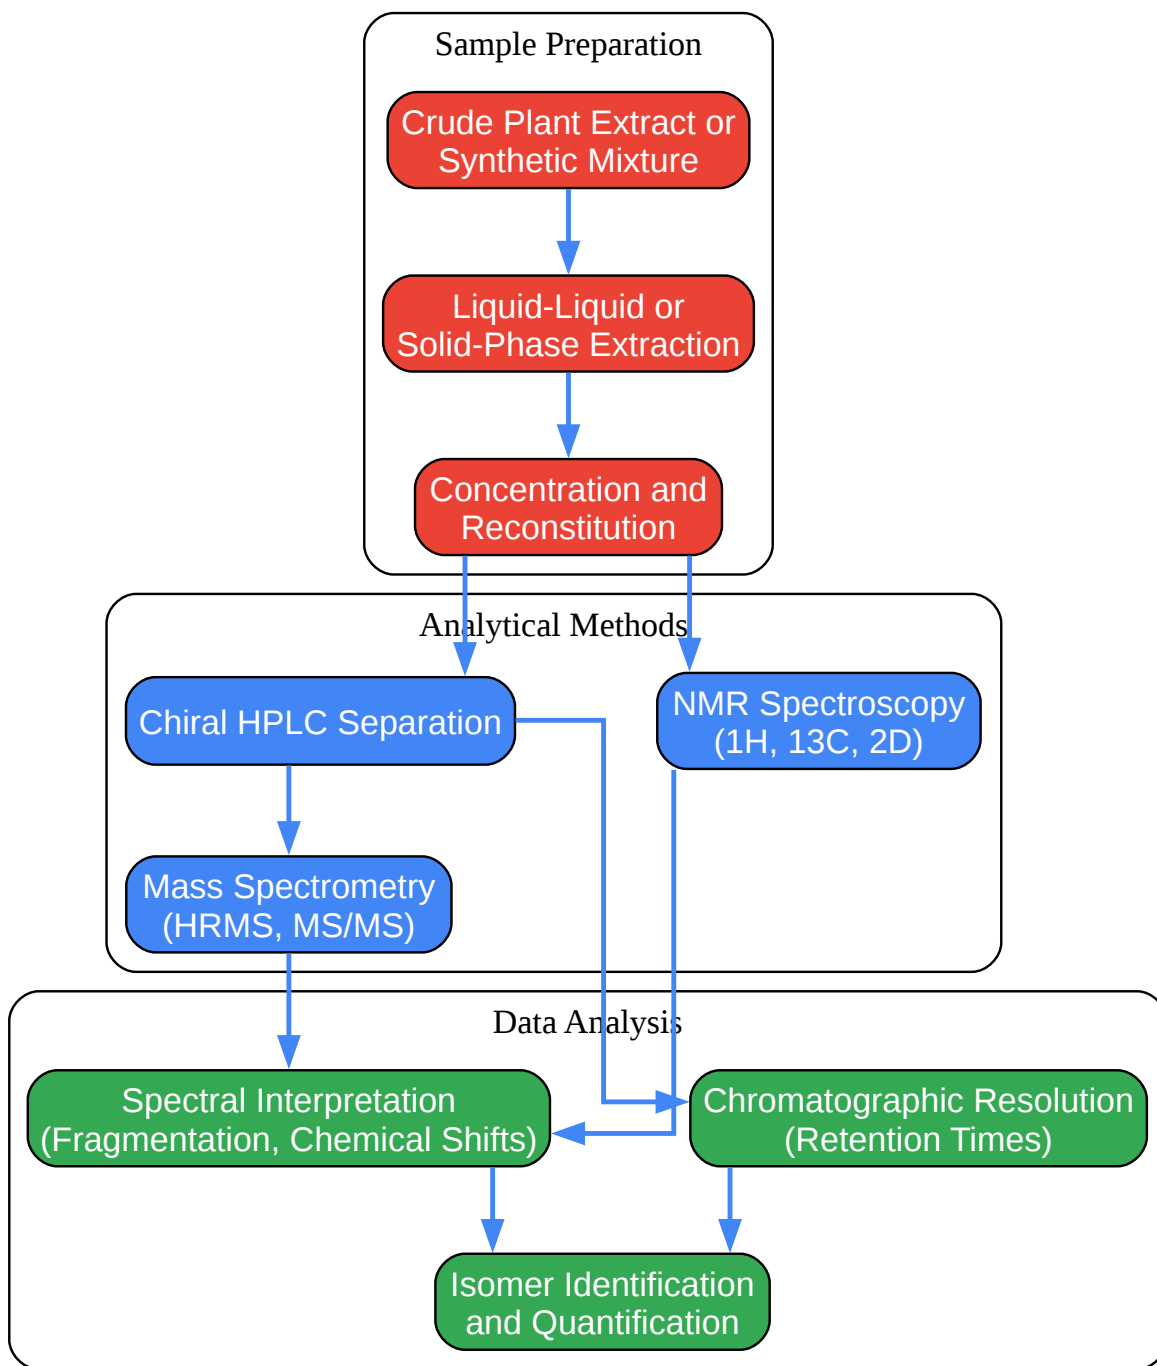 Sample Preparation
Crude Plant Extract or
Synthetic Mixture
Liquid-Liquid or
Solid-Phase Extraction
Concentration and
Reconstitution
Analytical Methods
Chiral HPLC Separation
NMR Spectroscopy
(1H, 13C, 2D)
Mass Spectrometry
(HRMS, MS/MS)
Data Analysis
Spectral Interpretation
(Fragmentation, Chemical Shifts)
Chromatographic Resolution
(Retention Times)
Isomer Identification
and Quantification